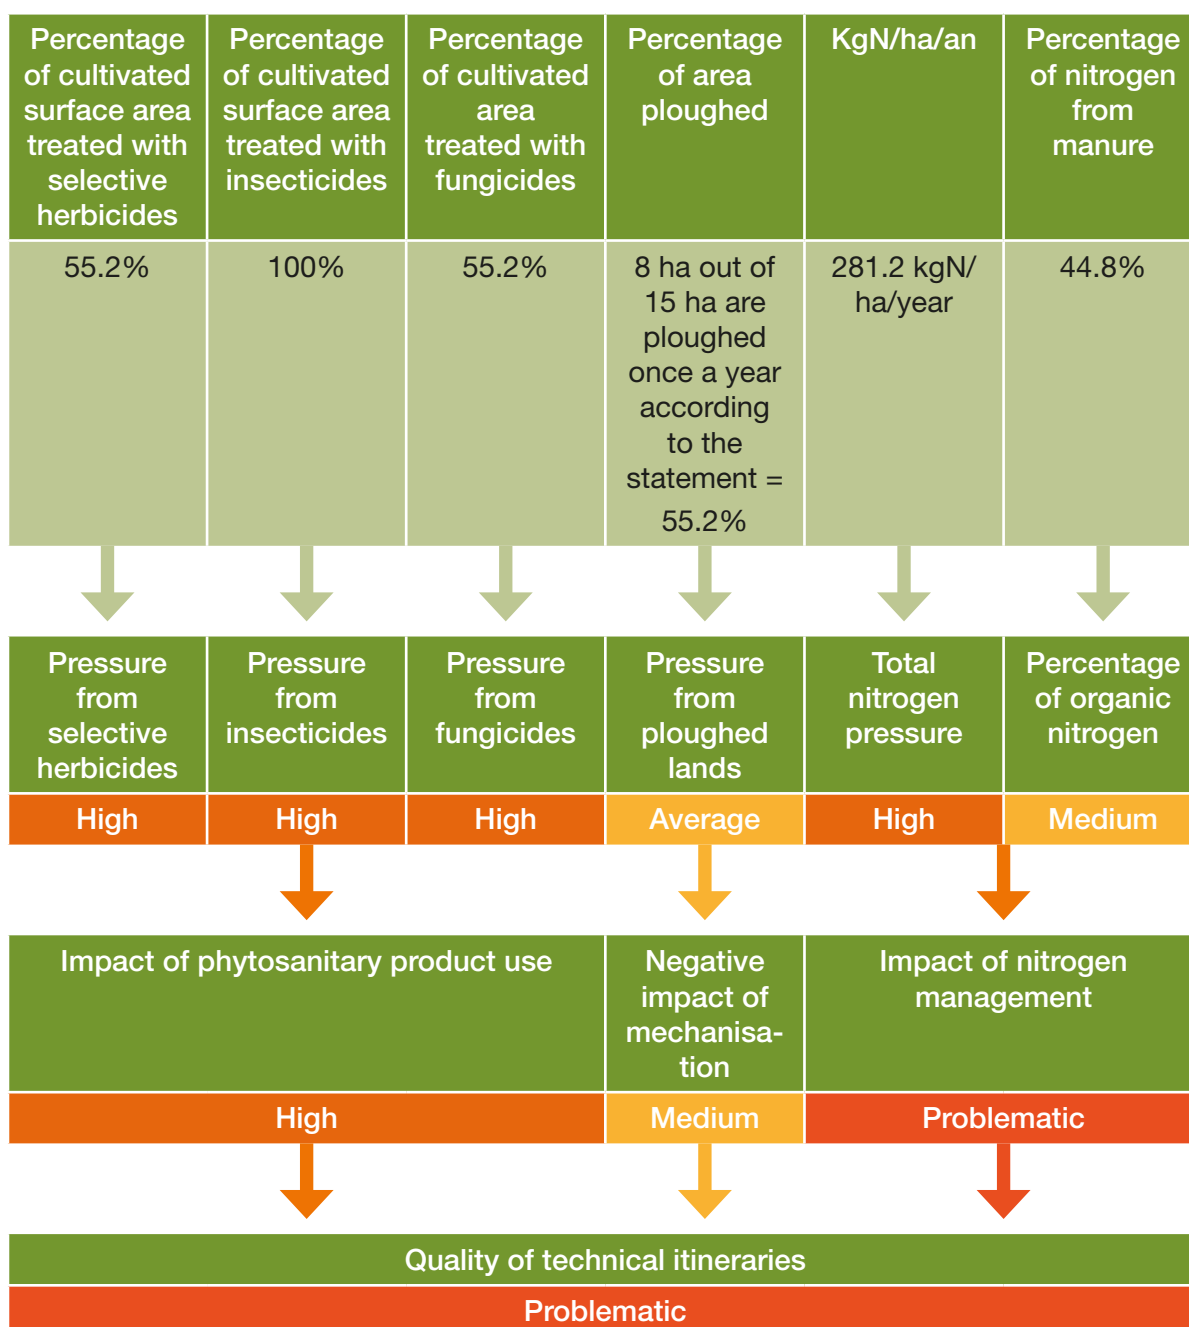 Percentage
of cultivated
surface area
treated with
selective
herbicides
Percentage
of cultivated
surface area
treated with
insecticides
Percentage
of cultivated
area
treated with
fungicides
Percentage
of area
ploughed
KgN/ha/an
Percentage
of nitrogen
from
manure
55.2%
100%
55.2%
8 ha out of
15 ha are
ploughed
once a year
according
to the
statement =
55.2%
281.2 kgN/
ha/year
44.8%
Pressure
from
selective
herbicides
Pressure
from
insecticides
Pressure
from
fungicides
Pressure
from
ploughed
lands
Total
nitrogen
pressure
Percentage
of organic
nitrogen
High
High
High
Average
High
Medium
Impact of phytosanitary product use
Negative
impact of
mechanisa-
tion
Impact of nitrogen
management
High
Medium
Problematic
Quality of technical itineraries
Problematic